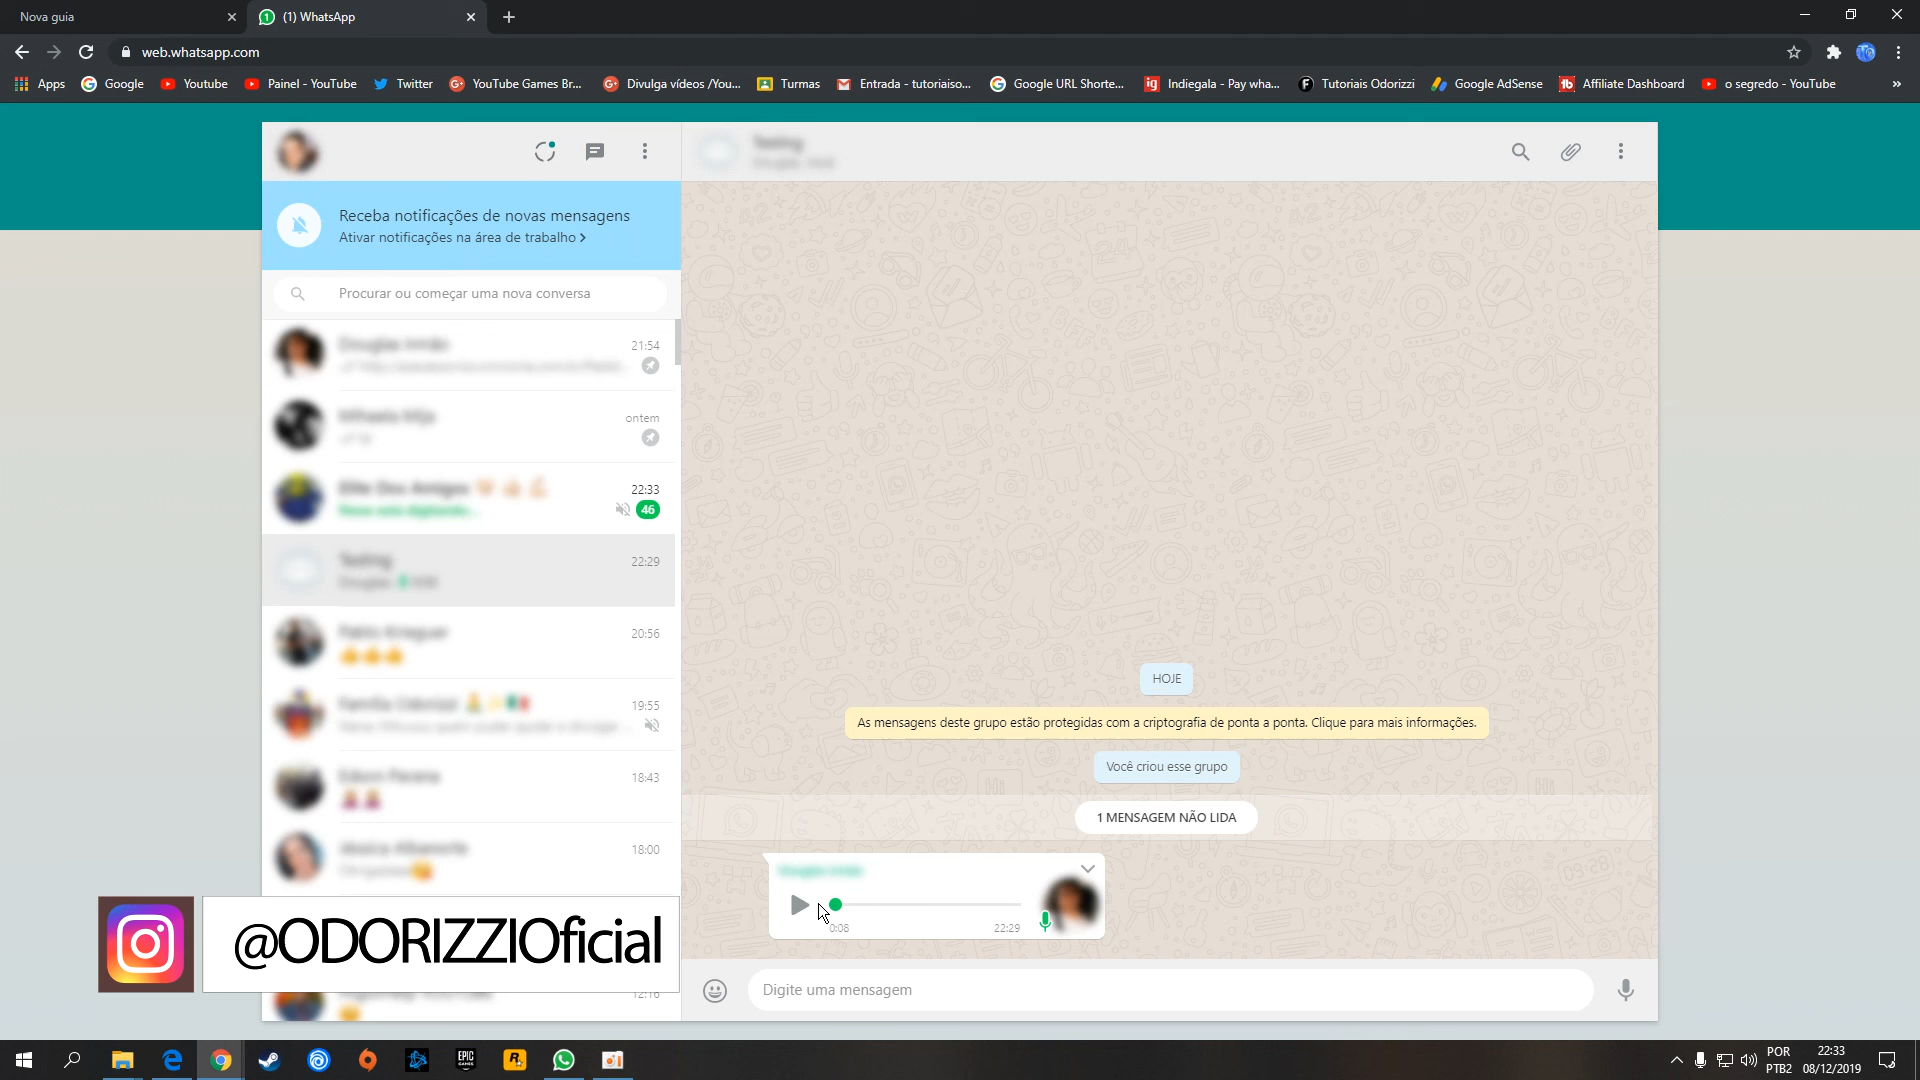 Nova guia
(1) WhatsApp
web.whatsapp.com
Apps
Google
Youtube
Painel - YouTube
Twitter
YouTube Games Br...
Divulga vídeos /You...
Turmas
Entrada - tutoriaiso...
Google URL Shorte...
Indiegala - Pay wha...
Tutoriais Odorizzi
Google AdSense
Affiliate Dashboard
o segredo - YouTube
»
Receba notificações de novas mensagens
Ativar notificações na área de trabalho >
Procurar ou começar uma nova conversa
21:54
ontem
22:33
46
22:29
20:56
19:55
18:43
18:00
12:16
HOJE
As mensagens deste grupo estão protegidas com a criptografia de ponta a ponta. Clique para mais informações.
Você criou esse grupo
1 MENSAGEM NÃO LIDA
0:08
22:29
Digite uma mensagem
@ODORIZZIOficial
EPIC
GAMES
POR
PTB2
22:33
08/12/2019